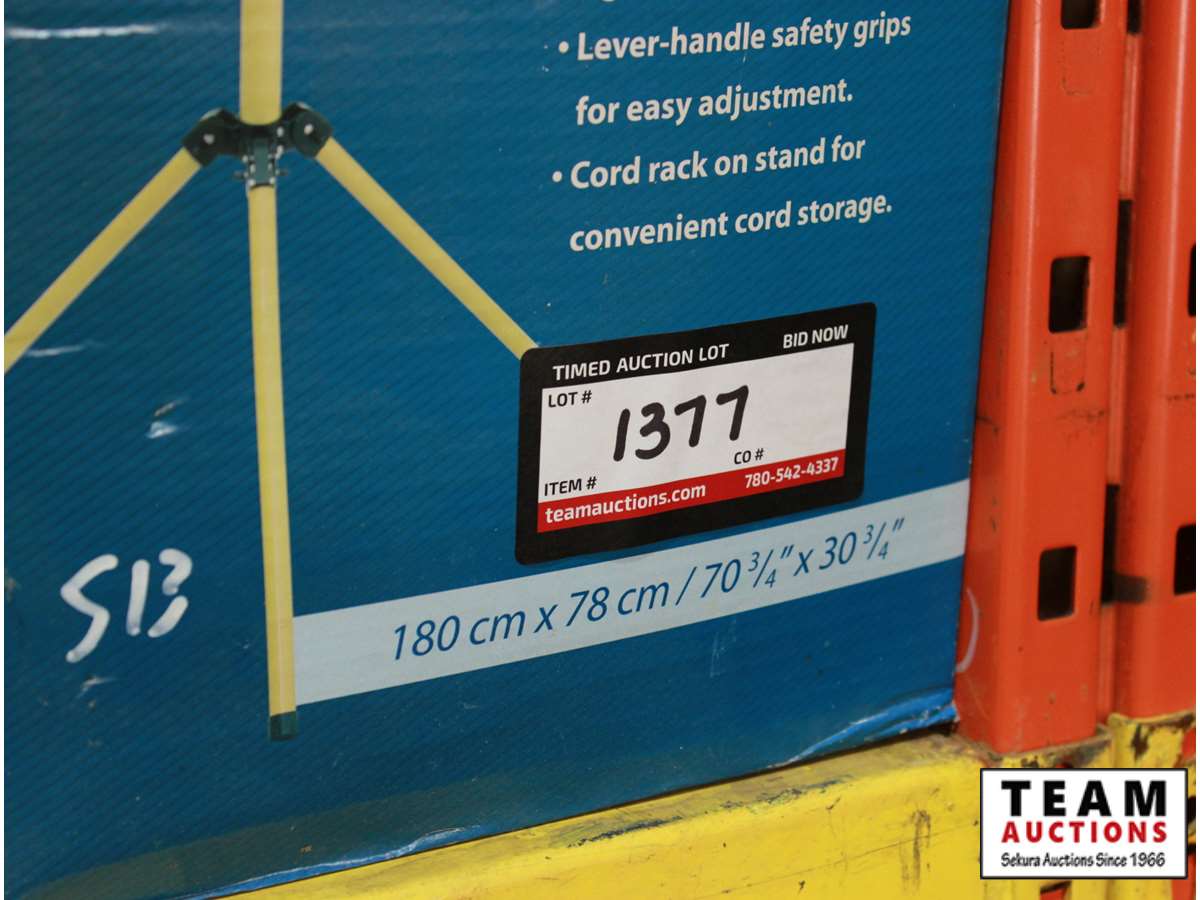 • Lever-handle safety grips
for easy adjustment.
• Cord rack on stand for
convenient cord storage.
TIMED AUCTION LOT BID NOW
LOT #
1377
ITEM # CO #
teamauctions.com 780-542-4337
180 cm x 78 cm / 70 3/4" x 30 3/4"
S13
TEAM
AUCTIONS
Sekura Auctions Since 1966